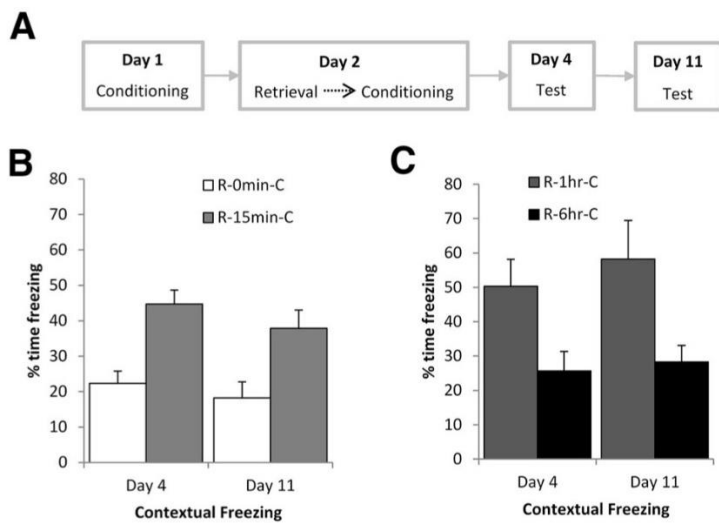 A
Day 1
Conditioning
Day 2
Retrieval Conditioning
Day 4
Test
Day 11
Test
B
80
70
60
50
40
30
20
10
0
% time freezing
R-0min-C
R-15min-C
Day 4 Day 11
Contextual Freezing
C
80
70
60
50
40
30
20
10
0
% time freezing
R-1hr-C
R-6hr-C
Day 4 Day 11
Contextual Freezing